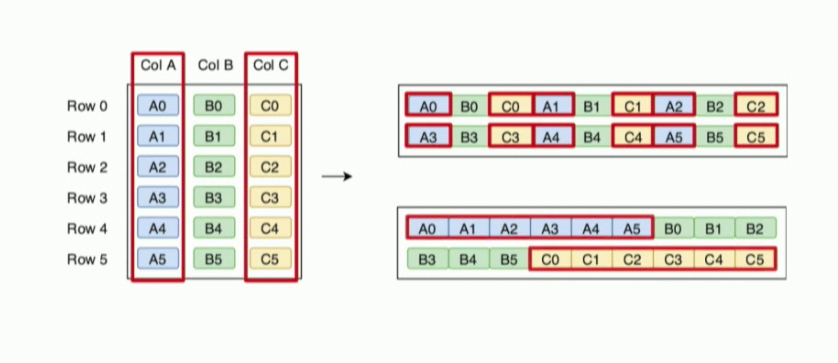 Col A Col B Col C
Row 0 A0 B0 C0
Row 1 A1 B1 C1
Row 2 A2 B2 C2
Row 3 A3 B3 C3
Row 4 A4 B4 C4
Row 5 A5 B5 C5
A0 B0 C0 A1 B1 C1 A2 B2 C2
A3 B3 C3 A4 B4 C4 A5 B5 C5
A0 A1 A2 A3 A4 A5 B0 B1 B2
B3 B4 B5 C0 C1 C2 C3 C4 C5